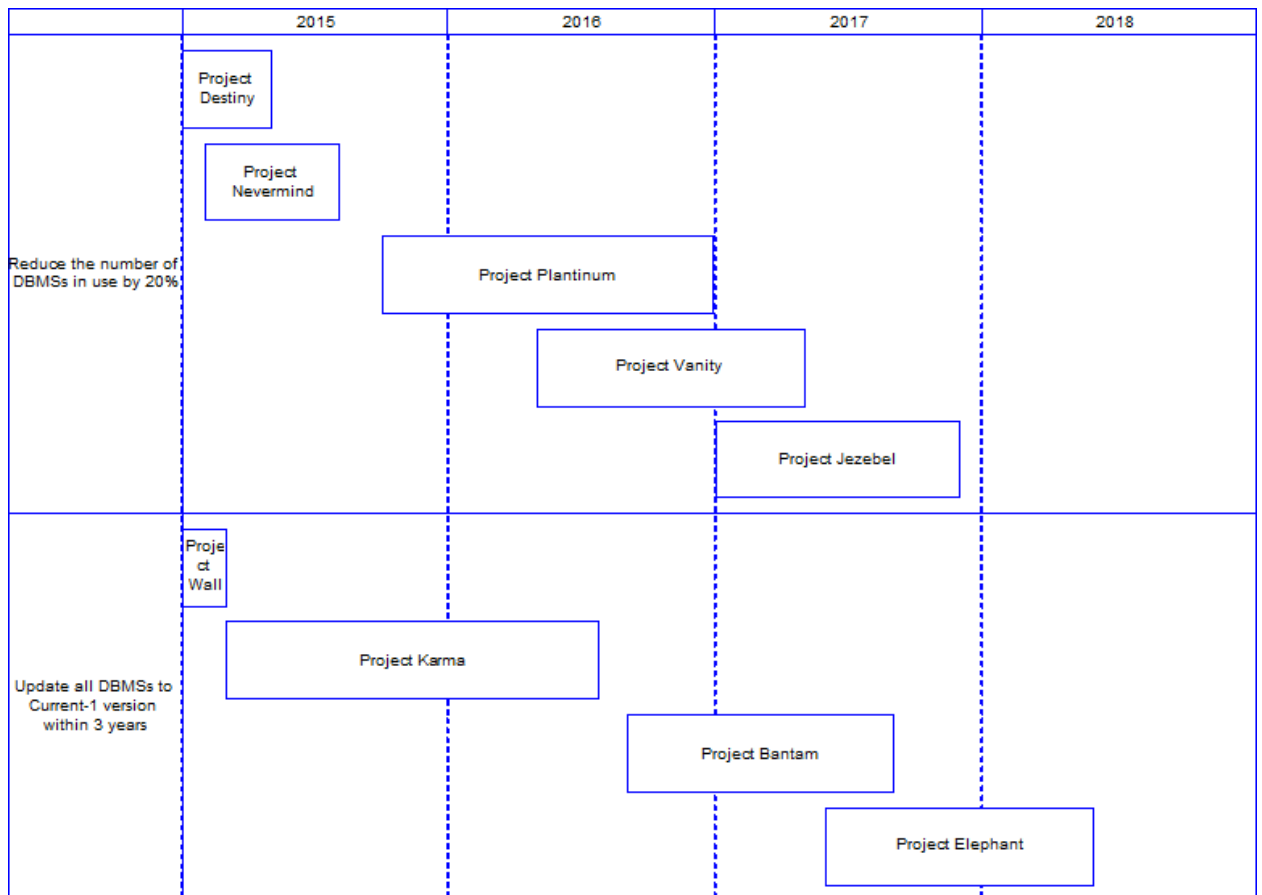 2015 2016 2017 2018
Project
Destiny
Project
Nevermind
Reduce the number of
DBMSs in use by 20%
Project Plantinum
Project Vanity
Project Jezebel
Proje
ct
Wall
Project Karma
Update all DBMSs to
Current-1 version
within 3 years
Project Bantam
Project Elephant